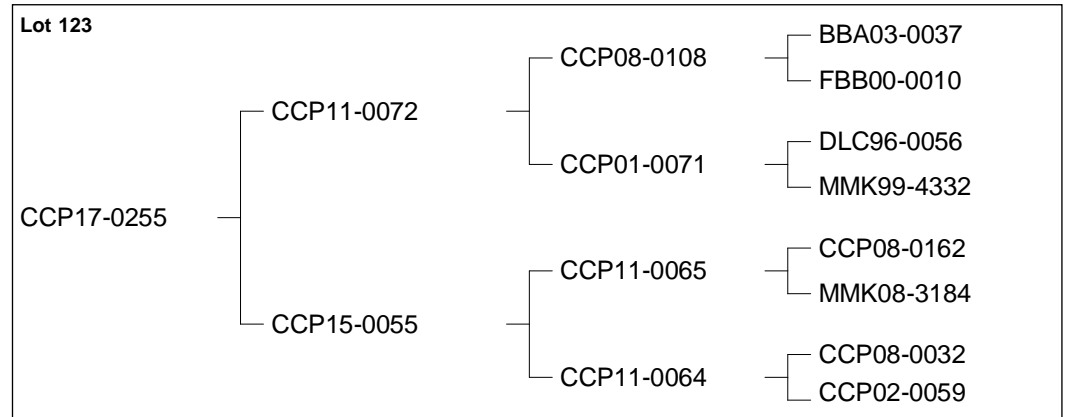 Lot 123
BBA03-0037
CCP08-0108
FBB00-0010
CCP11-0072
DLC96-0056
CCP01-0071
MMK99-4332
CCP17-0255
CCP08-0162
CCP11-0065
MMK08-3184
CCP15-0055
CCP08-0032
CCP11-0064
CCP02-0059